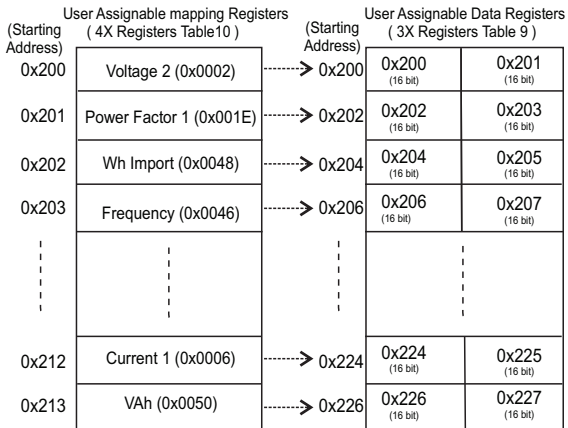 User Assignable mapping Registers
( 4X Registers Table10 )
User Assignable Data Registers
( 3X Registers Table 9 )
(Starting
Address)
(Starting
Address)
0x200 Voltage 2 (0x0002) 0x200 0x200 0x201
(16 bit) (16 bit)
0x201 Power Factor 1 (0x001E) 0x202 0x202 0x203
(16 bit) (16 bit)
0x202 Wh Import (0x0048) 0x204 0x204 0x205
(16 bit) (16 bit)
0x203 Frequency (0x0046) 0x206 0x206 0x207
(16 bit) (16 bit)
0x212 Current 1 (0x0006) 0x224 0x224 0x225
(16 bit) (16 bit)
0x213 VAh (0x0050) 0x226 0x226 0x227
(16 bit) (16 bit)